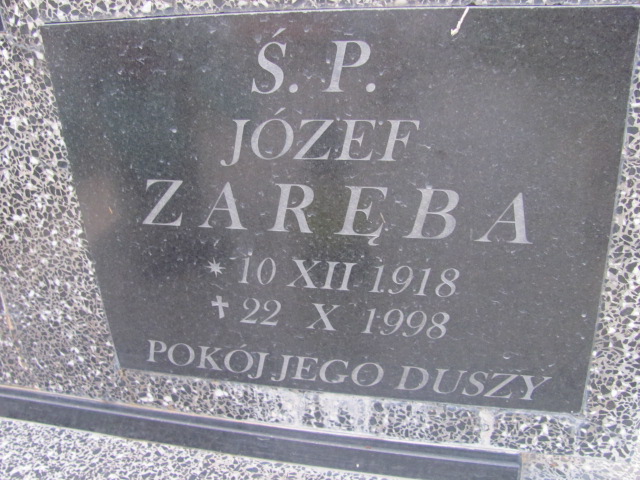 Ś. P.
JÓZEF
ZARĘBA
* 10 XII 1918
✝ 22 X 1998
POKÓJ JEGO DUSZY